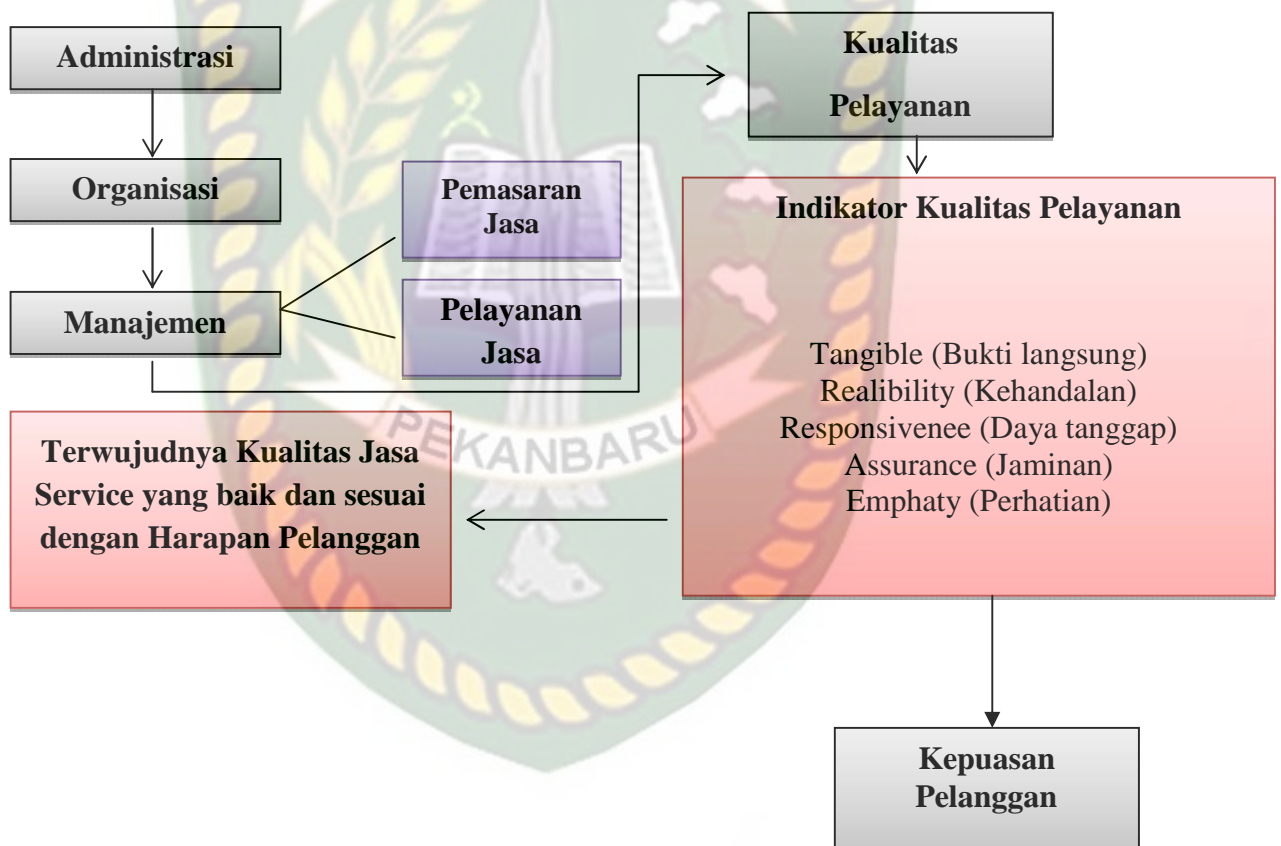 Administrasi
Organisasi
Manajemen
Pemasaran
Jasa
Pelayanan
Jasa
Kualitas
Pelayanan
Indikator Kualitas Pelayanan
Tangible (Bukti langsung)
Realibility (Kehandalan)
Responsivenee (Daya tanggap)
Assurance (Jaminan)
Emphaty (Perhatian)
Terwujudnya Kualitas Jasa
Service yang baik dan sesuai
dengan Harapan Pelanggan
Kepuasan
Pelanggan
PEKANBARU